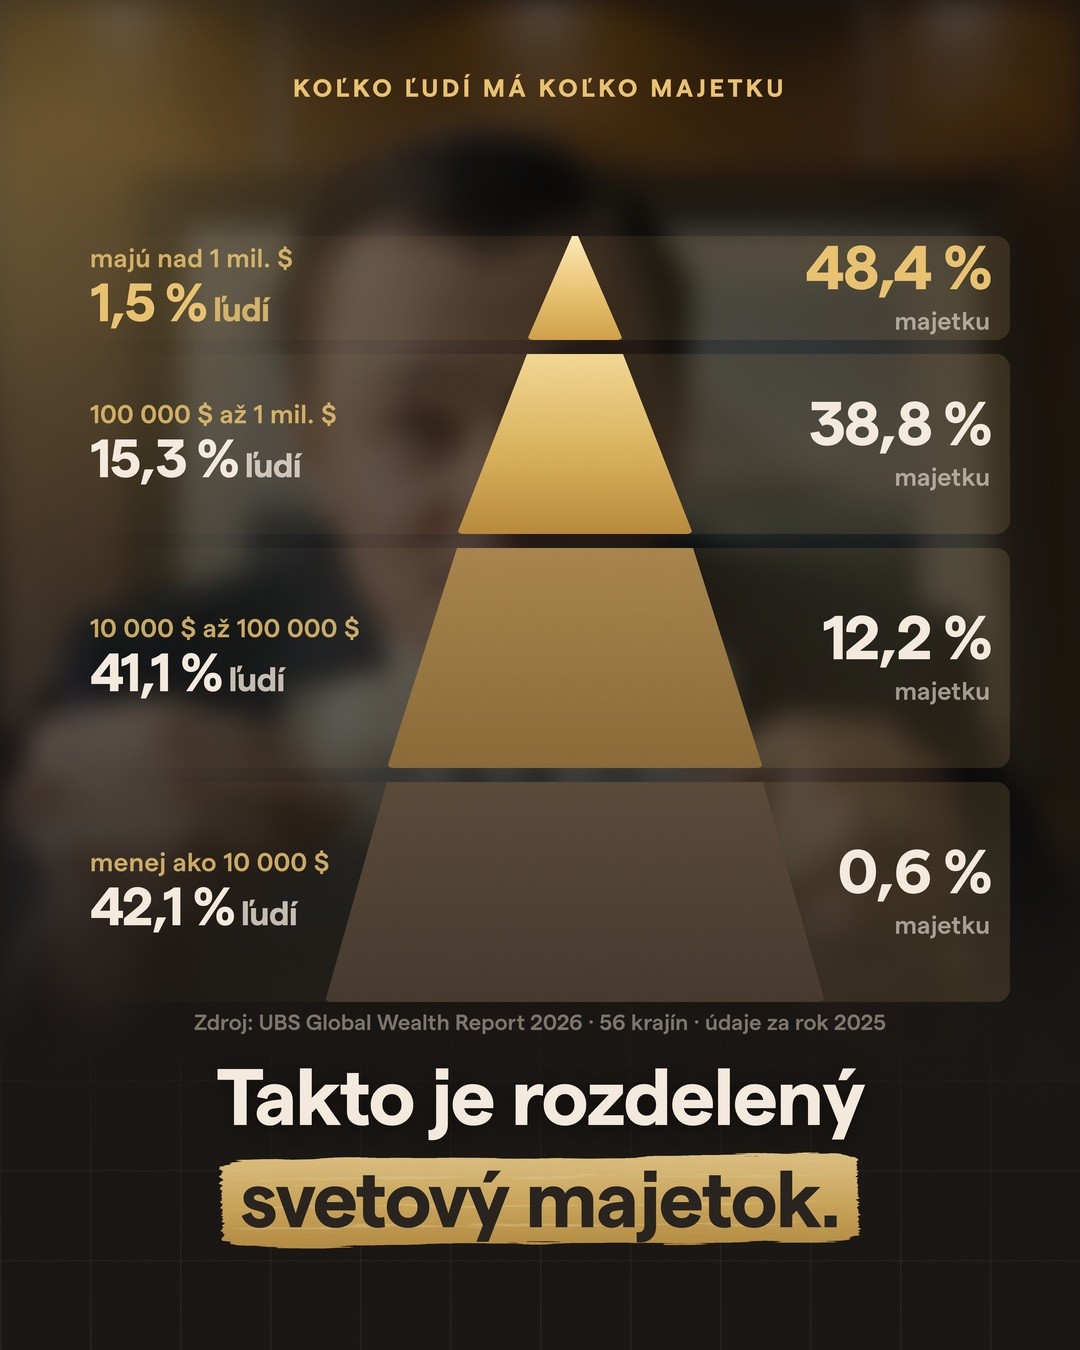 KOĽKO ĽUDÍ MÁ KOĽKO MAJETKU
majú nad 1 mil. $
1,5 % ľudí
48,4 %
majetku
100 000 $ až 1 mil. $
15,3 % ľudí
38,8 %
majetku
10 000 $ až 100 000 $
41,1 % ľudí
12,2 %
majetku
menej ako 10 000 $
42,1 % ľudí
0,6 %
majetku
Zdroj: UBS Global Wealth Report 2026 · 56 krajín · údaje za rok 2025
Takto je rozdelený
svetový majetok.